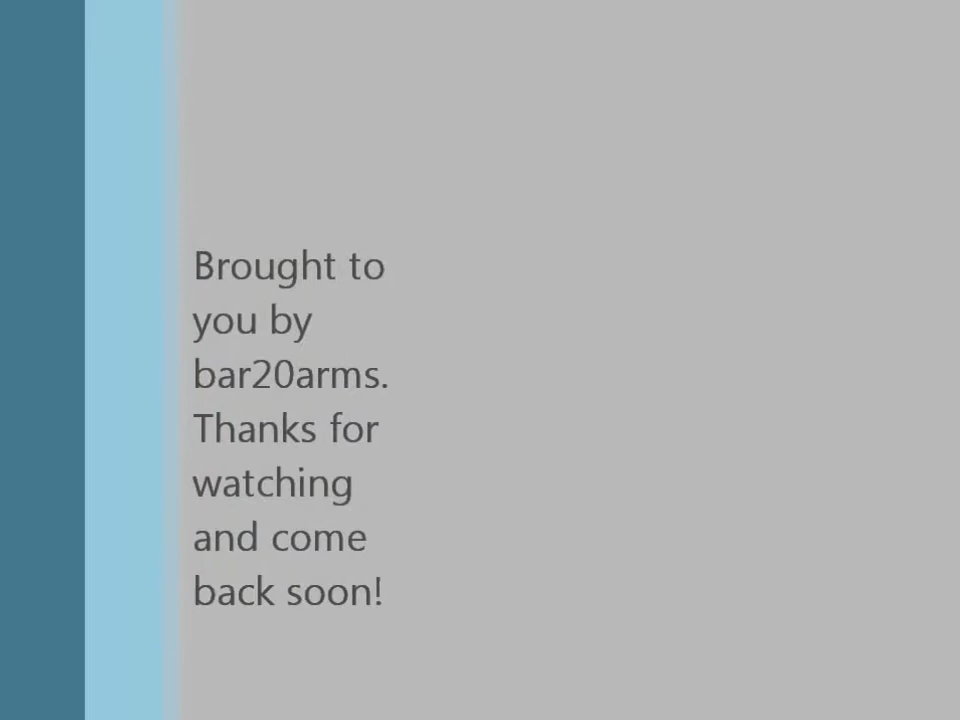 Brought to
you by
bar20arms.
Thanks for
watching
and come
back soon!